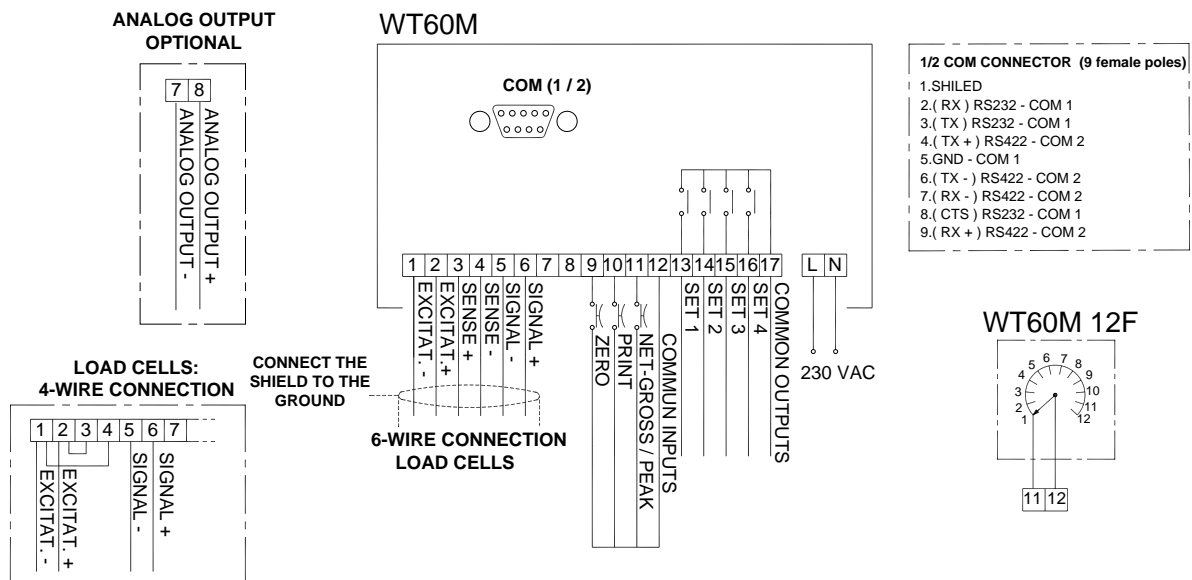 ANALOG OUTPUT
OPTIONAL
7 8
ANALOG OUTPUT -
ANALOG OUTPUT +
WT60M
COM (1 / 2)
1 2 3 4 5 6 7 8 9 10 11 12 13 14 15 16 17
L N
EXCITAT. -
EXCITAT.+
SENSE +
SENSE -
SIGNAL -
SIGNAL +
ZERO
PRINT
NET-GROSS / PEAK
COMMUN INPUTS
SET 1
SET 2
SET 3
SET 4
COMMON OUTPUTS
230 VAC
CONNECT THE
SHIELD TO THE
GROUND
6-WIRE CONNECTION
LOAD CELLS
LOAD CELLS:
4-WIRE CONNECTION
1 2 3 4 5 6 7
EXCITAT. -
EXCITAT. +
SIGNAL -
SIGNAL +
1/2 COM CONNECTOR (9 female poles)
1.SHILED
2.( RX ) RS232 - COM 1
3.( TX ) RS232 - COM 1
4.( TX + ) RS422 - COM 2
5.GND - COM 1
6.( TX - ) RS422 - COM 2
7.( RX - ) RS422 - COM 2
8.( CTS ) RS232 - COM 1
9.( RX + ) RS422 - COM 2
WT60M 12F
1
2
3
4
5
6
7
8
9
10
11
12
11 12